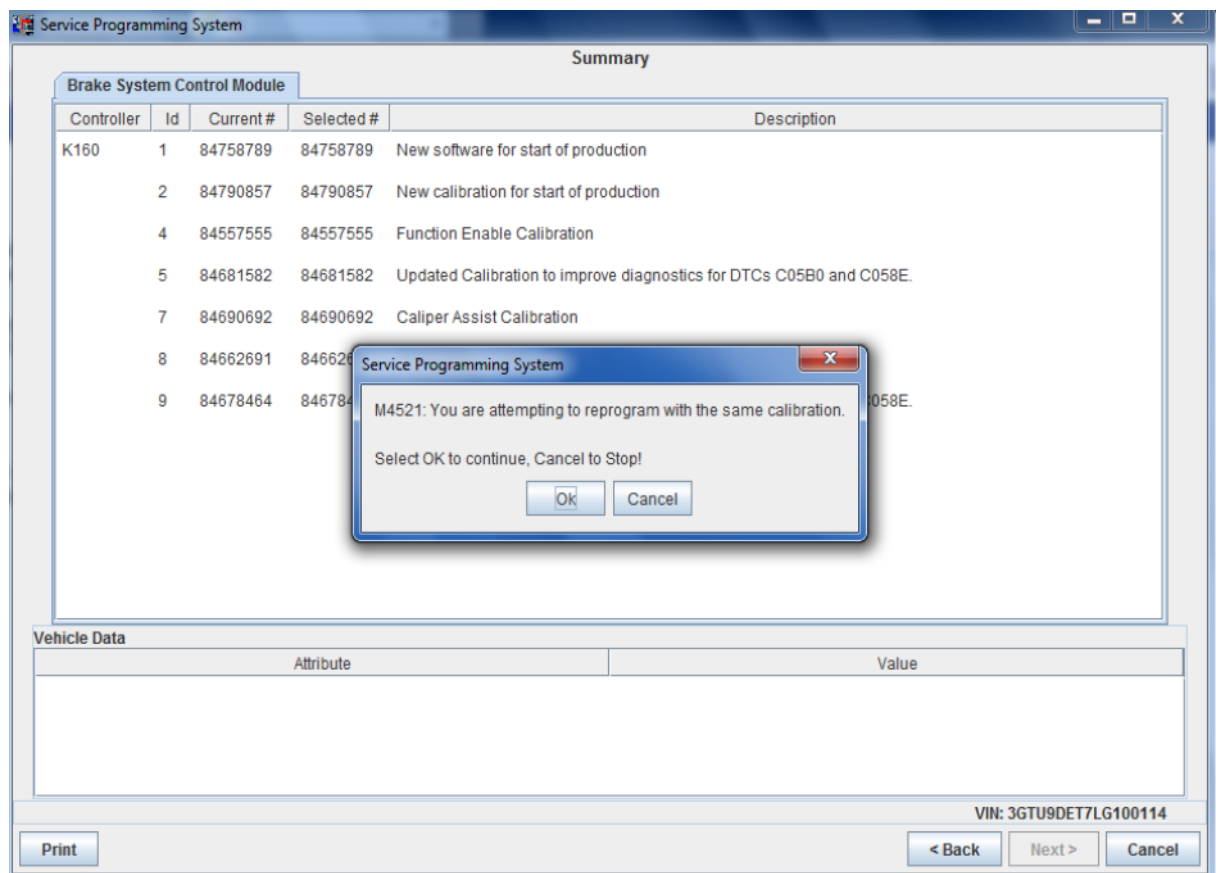 Service Programming System
Summary
Brake System Control Module
Controller Id Current # Selected # Description
K160 1 84758789 84758789 New software for start of production
2 84790857 84790857 New calibration for start of production
4 84557555 84557555 Function Enable Calibration
5 84681582 84681582 Updated Calibration to improve diagnostics for DTCs C05B0 and C058E.
7 84690692 84690692 Caliper Assist Calibration
8 84662691 846626
9 84678464 846784 C058E.
Service Programming System
M4521: You are attempting to reprogram with the same calibration.
Select OK to continue, Cancel to Stop!
Ok Cancel
Vehicle Data
Attribute Value
VIN: 3GTU9DET7LG100114
Print < Back Next > Cancel